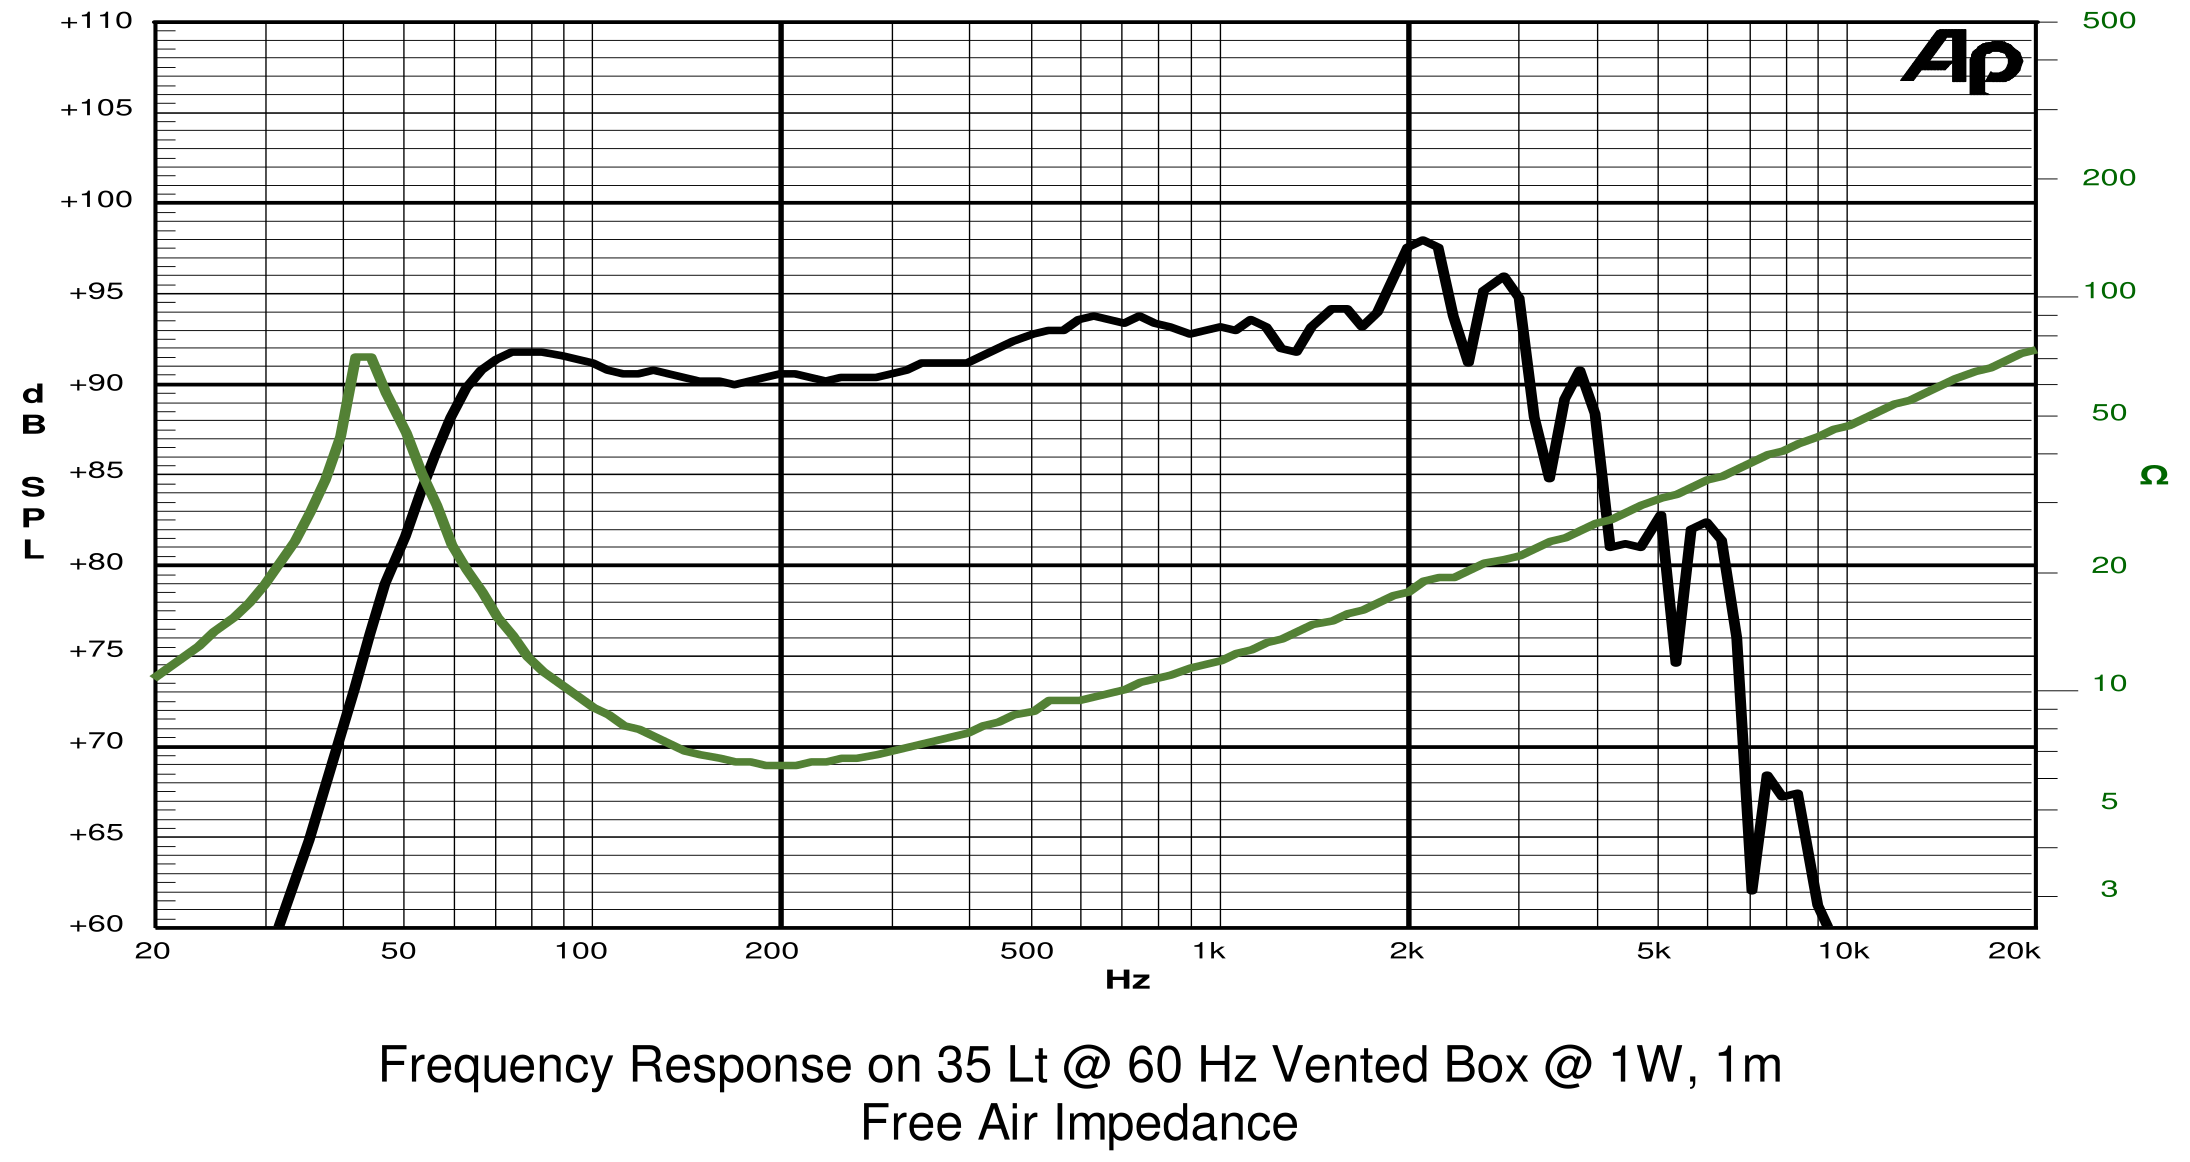 +110
+105
+100
+95
+90
+85
+80
+75
+70
+65
+60
dB SPL
500
200
100
50
20
10
5
3
Ω
Ap
20 50 100 200 500 1k 2k 5k 10k 20k
Hz
Frequency Response on 35 Lt @ 60 Hz Vented Box @ 1W, 1m
Free Air Impedance